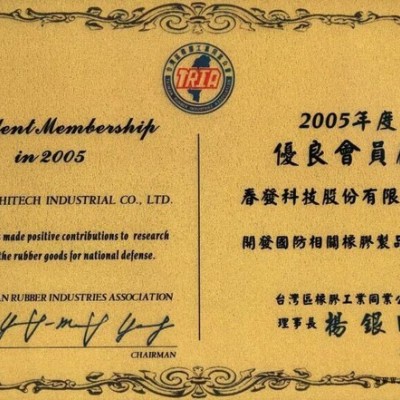 TRIA
dent Membership
in 2005
HITECH INDUSTRIAL CO., LTD.
s made positive contributions to research
the rubber goods for national defense.
AN RUBBER INDUSTRIES ASSOCIATION
CHAIRMAN
2005年度
優良會員
春發科技股份有限
開發國防相關橡膠製品
台灣區橡膠工業同業公
理事長 楊銀